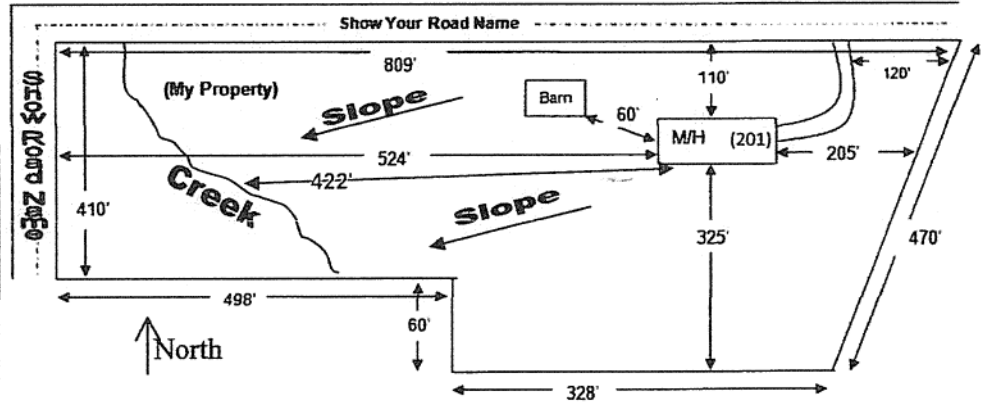 Show Your Road Name
809'
110'
120'
(My Property)
Slope
Barn
60'
M/H (201)
Show Road Name
524'
205'
422'
Creek
410'
Slope
325'
470'
498'
60'
North
328'